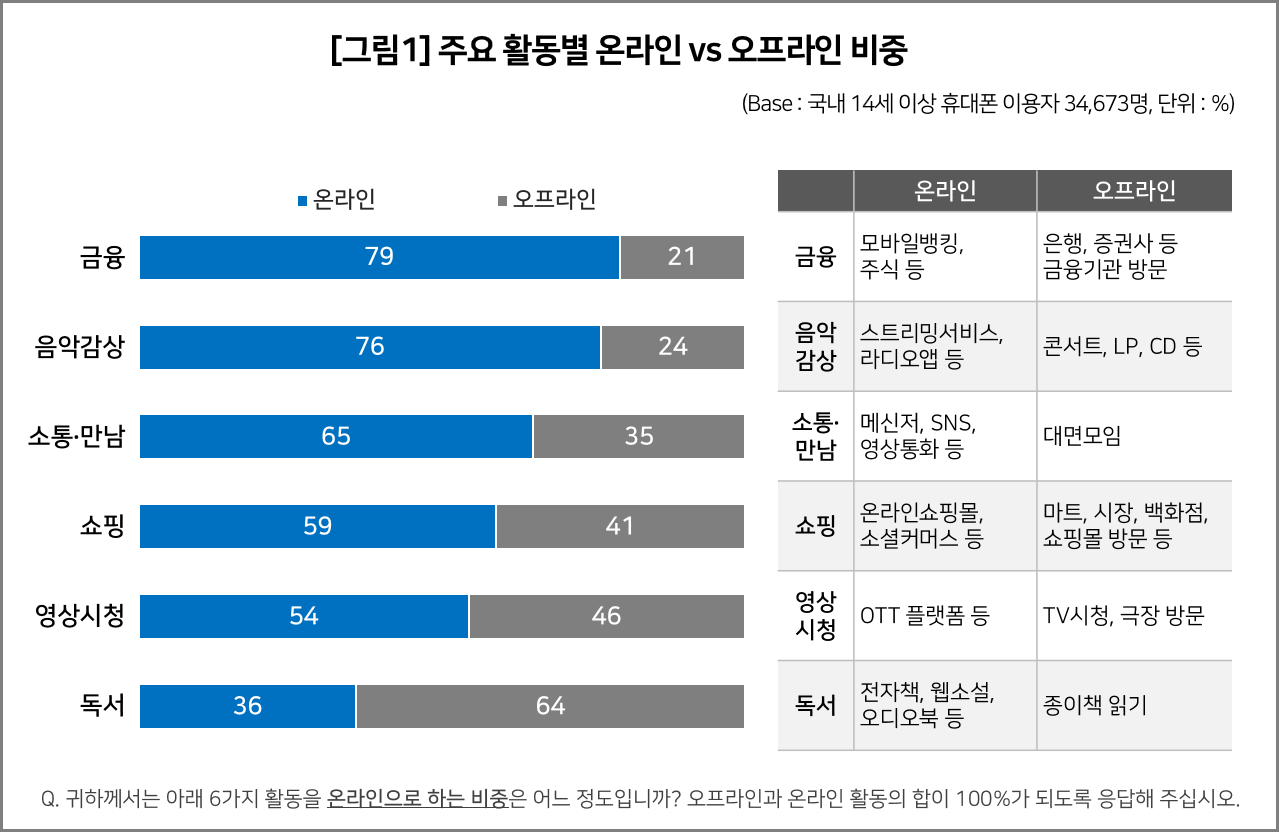 [그림1] 주요 활동별 온라인 vs 오프라인 비중
(Base : 국내 14세 이상 휴대폰 이용자 34,673명, 단위 : %)
온라인 오프라인
금융 79 21
음악감상 76 24
소통·만남 65 35
쇼핑 59 41
영상시청 54 46
독서 36 64
온라인 오프라인
금융
모바일뱅킹,
주식 등
은행, 증권사 등
금융기관 방문
음악
감상
스트리밍서비스,
라디오앱 등
콘서트, LP, CD 등
소통·
만남
메신저, SNS,
영상통화 등
대면모임
쇼핑
온라인쇼핑몰,
소셜커머스 등
마트, 시장, 백화점,
쇼핑몰 방문 등
영상
시청
OTT 플랫폼 등
TV시청, 극장 방문
독서
전자책, 웹소설,
오디오북 등
종이책 읽기
Q. 귀하께서는 아래 6가지 활동을 온라인으로 하는 비중은 어느 정도입니까? 오프라인과 온라인 활동의 합이 100%가 되도록 응답해 주십시오.